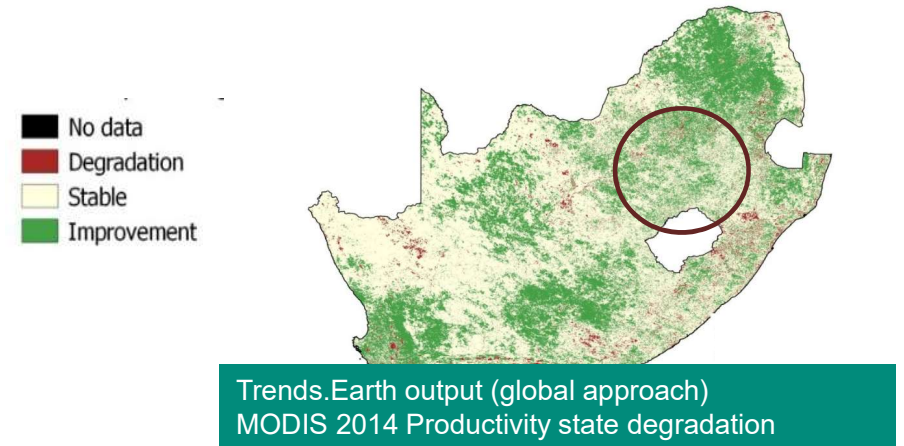 No data
Degradation
Stable
Improvement
Trends.Earth output (global approach)
MODIS 2014 Productivity state degradation